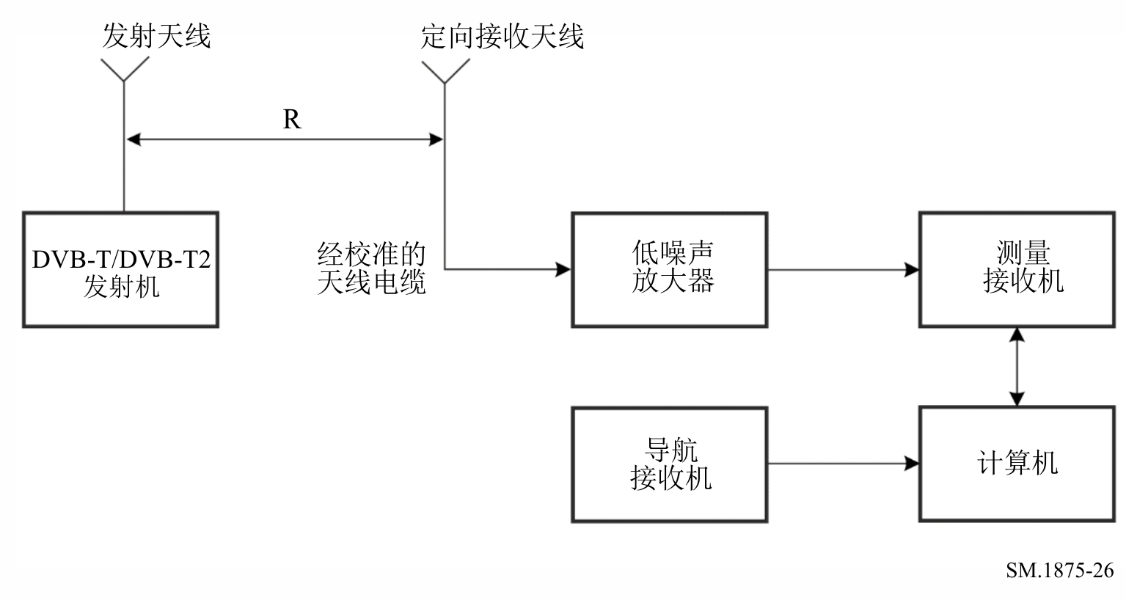 发射天线
定向接收天线
R
DVB-T/DVB-T2
发射机
经校准的
天线电缆
低噪声
放大器
测量
接收机
导航
接收机
计算机
SM.1875-26